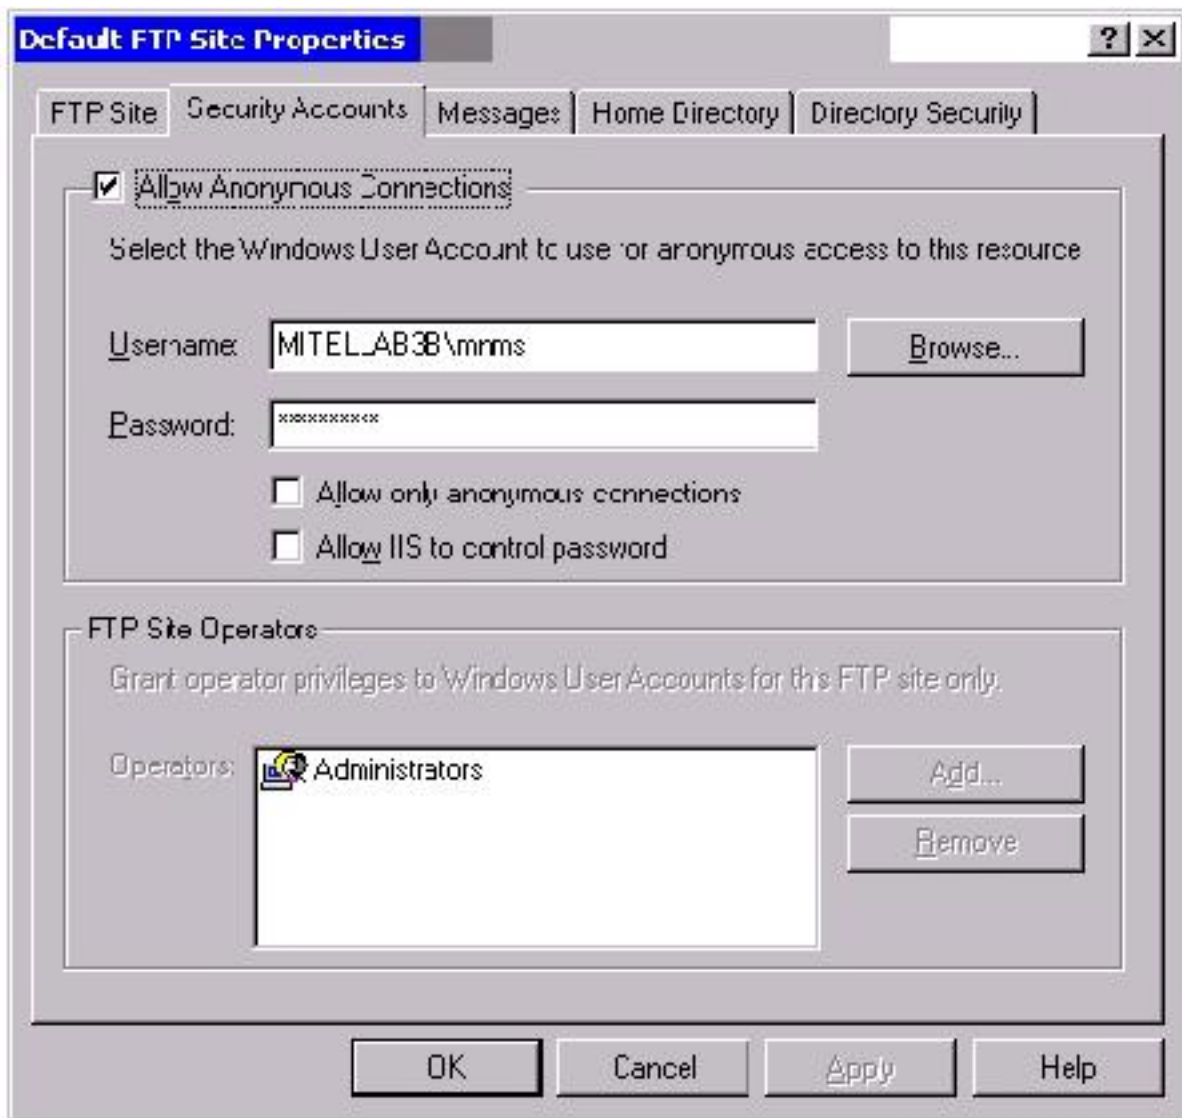 Default FTP Site Properties
FTP Site Security Accounts Messages Home Directory Directory Security
Allow Anonymous Connections
Select the Windows User Account to use for anonymous access to this resource
Username: \mnms Browse...
Password: **********
Allow only anonymous connections
Allow IIS to control password
FTP Site Operators
Grant operator privileges to Windows User Accounts for this FTP site only.
Operators: Administrators Add...
Remove
OK Cancel Apply Help